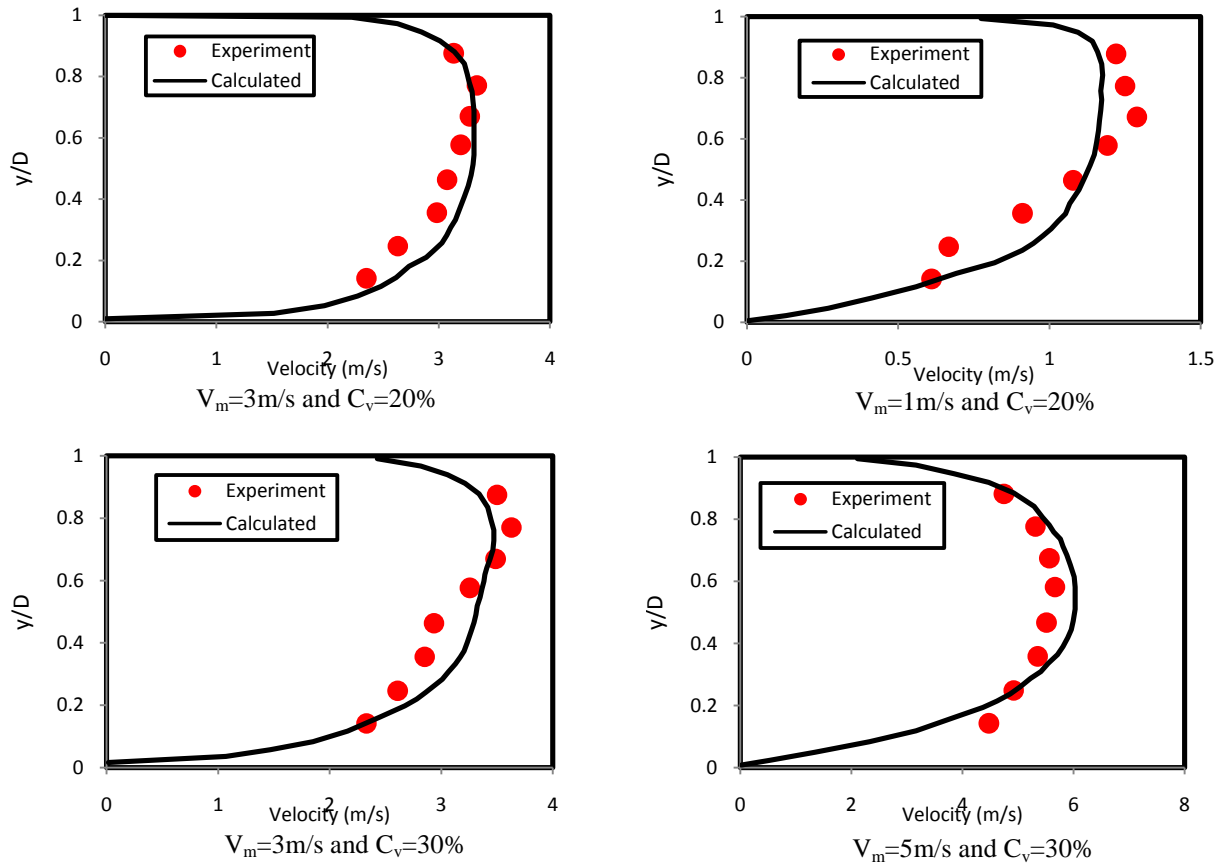 1
0.8
0.6
0.4
0.2
0
y/D
Experiment
Calculated
0
1
2
3
4
Velocity (m/s)
V_m=3m/s and C_v=20%
1
0.8
0.6
0.4
0.2
0
y/D
Experiment
Calculated
0
0.5
1
1.5
Velocity (m/s)
V_m=1m/s and C_v=20%
1
0.8
0.6
0.4
0.2
0
y/D
Experiment
Calculated
0
1
2
3
4
Velocity (m/s)
V_m=3m/s and C_v=30%
1
0.8
0.6
0.4
0.2
0
y/D
Experiment
Calculated
0
2
4
6
8
Velocity (m/s)
V_m=5m/s and C_v=30%